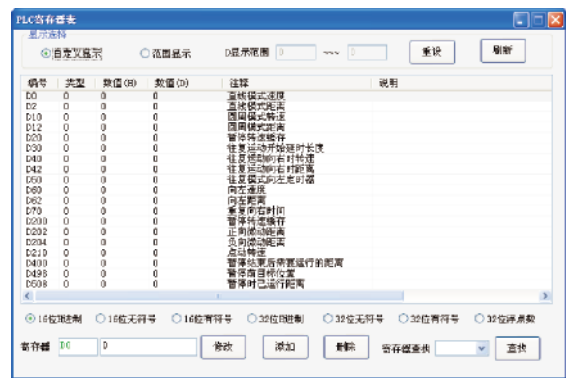 PLC寄存器表
显示选择
自定义显示 范围显示 D显示范围 0 ~~~ 0 重设 刷新
编号 类型 数值(H) 数值(D) 注释 说明
D0 0 0 0 直线模式速度
D2 0 0 0 直线模式距离
D10 0 0 0 圆周模式转速
D12 0 0 0 圆周模式距离
D20 0 0 0 暂停转速缓存
D30 0 0 0 往复运动开始延时长度
D40 0 0 0 往复运动向右时转速
D42 0 0 0 往复运动向右时距离
D50 0 0 0 往复模式向左定时器
D60 0 0 0 向左速度
D62 0 0 0 向左距离
D70 0 0 0 重复向右时间
D200 0 0 0 暂停转速缓存
D202 0 0 0 正向微动距离
D204 0 0 0 负向微动距离
D210 0 0 0 点动转速
D400 0 0 0 暂停结束后需要运行的距离
D498 0 0 0 暂停前目标位置
D508 0 0 0 暂停时已运行距离
16位B进制 16位无符号 16位有符号 32位B进制 32位无符号 32位有符号 32位浮点数
寄存器 D0 0 修改 添加 删除 寄存器查找 查找